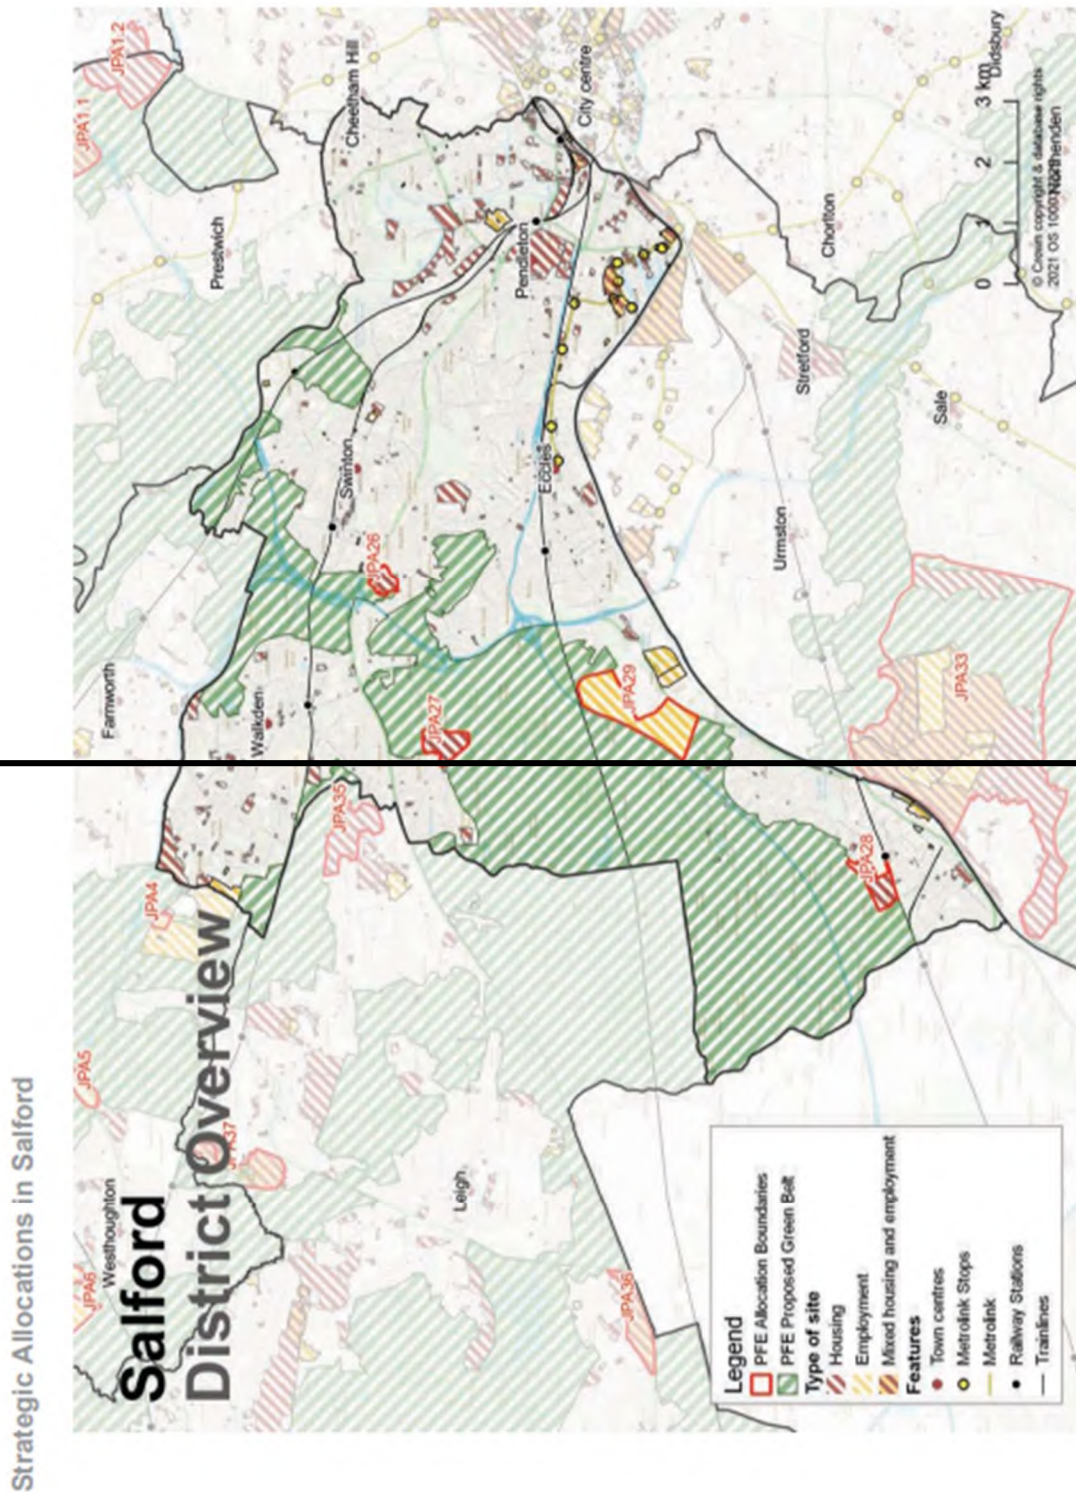 Strategic Allocations in Salford
Salford
District Overview
JPA1.1
JPA1.2
Prestwich
Cheetham Hill
City centre
Pendleton
Chorlton
Didsbury
Northenden
Stretford
Sale
Swinton
Eccles
JPA26
Urmston
Farnworth
Walkden
JPA27
JPA29
JPA33
JPA35
JPA4
JPA28
JPA5
JPA37
Westhoughton
JPA6
Leigh
JPA36
0 1 2 3 km
© Crown copyright & database rights
2021 OS
Legend
PFE Allocation Boundaries
PFE Proposed Green Belt
Type of site
Housing
Employment
Mixed housing and employment
Features
Town centres
Metrolink Stops
Metrolink
Railway Stations
Trainlines